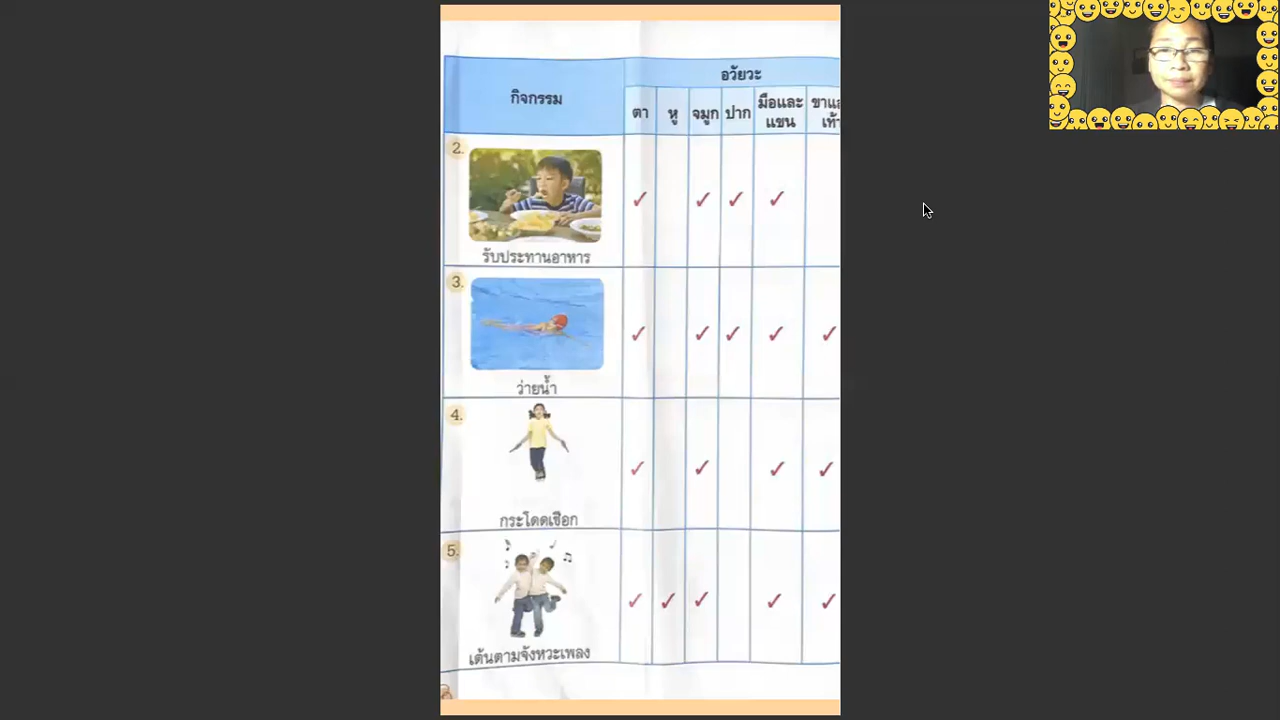 อวัยวะ
กิจกรรม
ตา
หู
จมูก
ปาก
มือและ
แขน
2.
✓ ✓ ✓ ✓
รับประทานอาหาร
3.
✓ ✓ ✓ ✓ ✓
ว่ายน้ำ
4.
✓ ✓ ✓ ✓
กระโดดเชือก
5.
✓ ✓ ✓ ✓ ✓
เต้นตามจังหวะเพลง